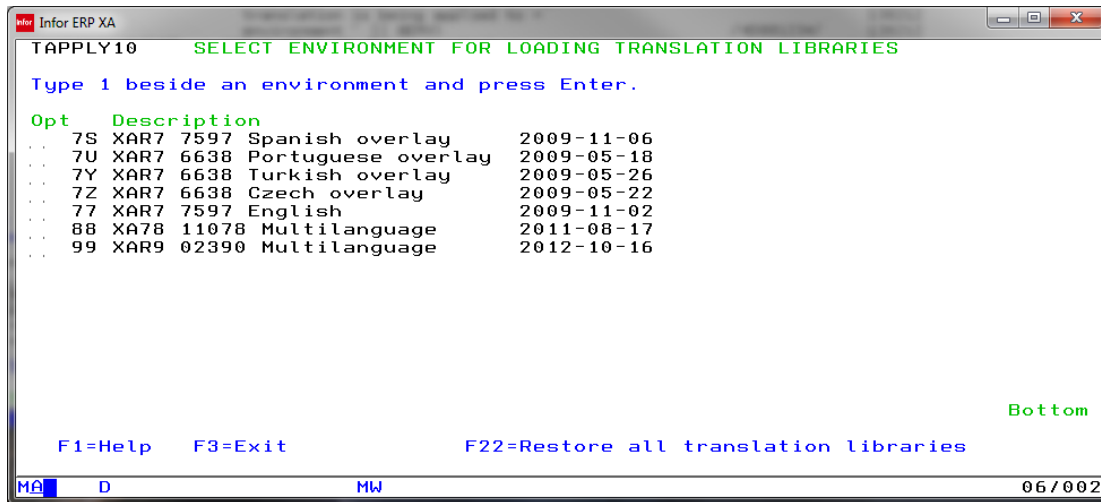 Infor ERP XA
TAPPLY10 SELECT ENVIRONMENT FOR LOADING TRANSLATION LIBRARIES
Type 1 beside an environment and press Enter.
Opt Description
7S XAR7 7597 Spanish overlay 2009-11-06
7U XAR7 6638 Portuguese overlay 2009-05-18
7Y XAR7 6638 Turkish overlay 2009-05-26
7Z XAR7 6638 Czech overlay 2009-05-22
77 XAR7 7597 English 2009-11-02
88 XA78 11078 Multilanguage 2011-08-17
99 XAR9 02390 Multilanguage 2012-10-16
Bottom
F1=Help F3=Exit F22=Restore all translation libraries
MA D MW 06/002